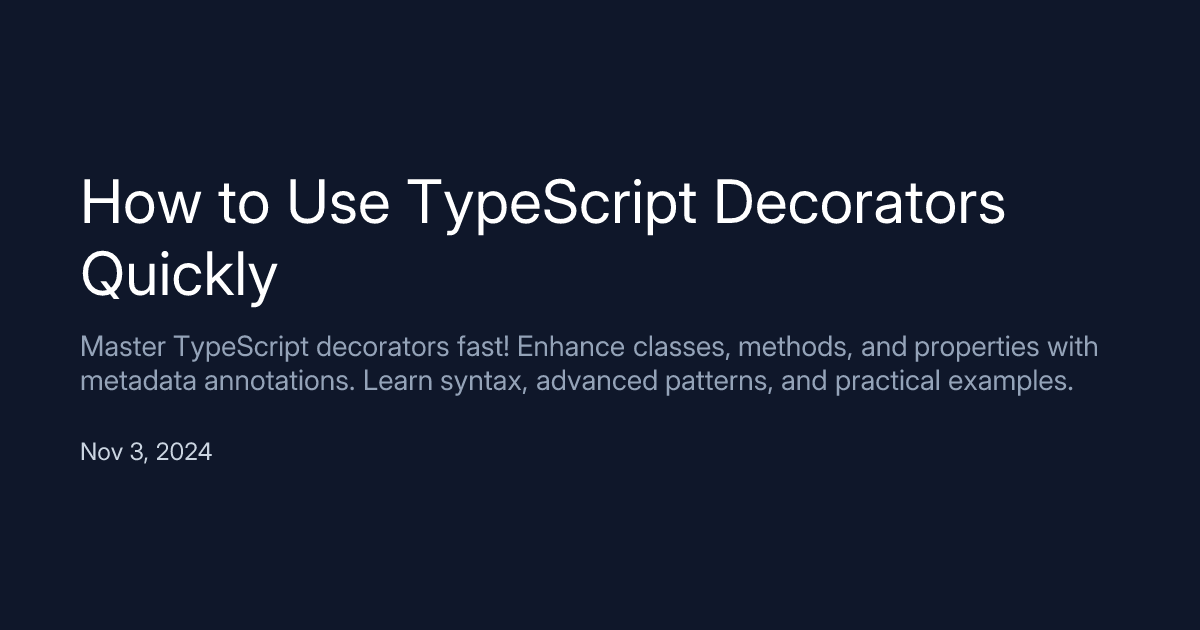 How to Use TypeScript Decorators
Quickly
Master TypeScript decorators fast! Enhance classes, methods, and properties with
metadata annotations. Learn syntax, advanced patterns, and practical examples.
Nov 3, 2024